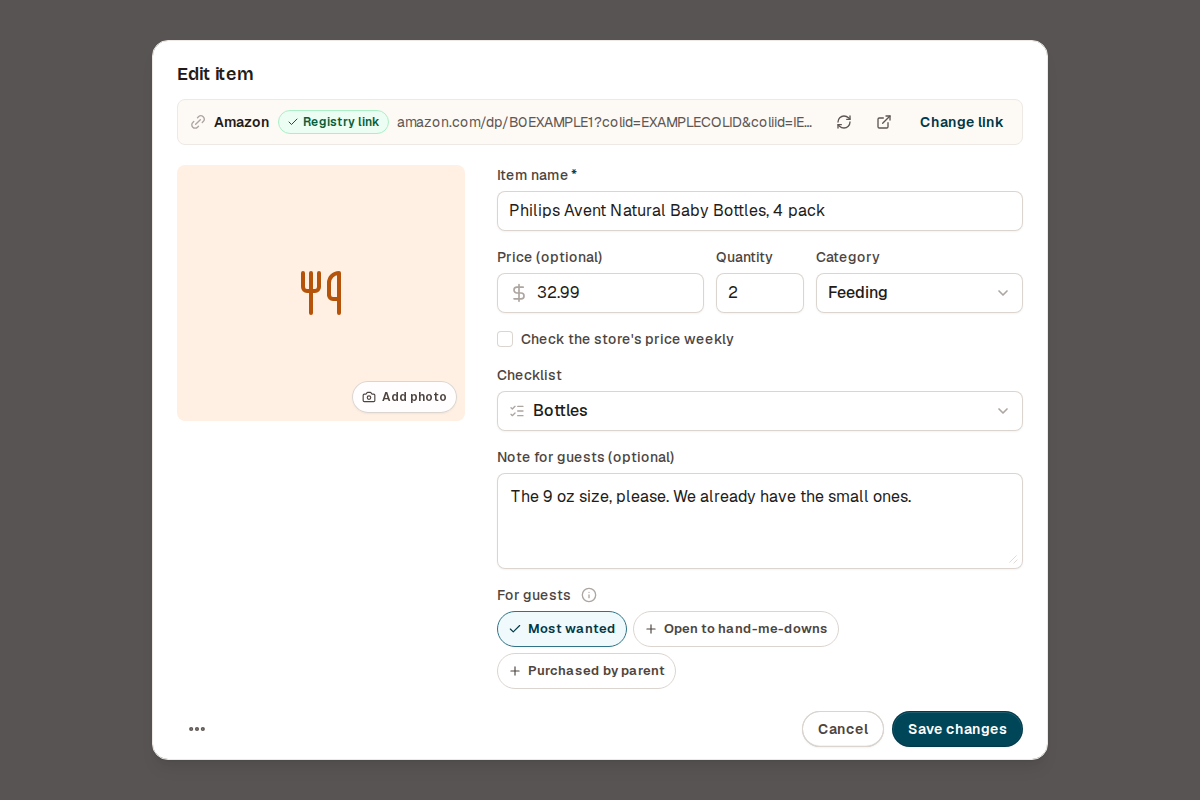 Edit item
Amazon
Registry link
amazon.com/dp/B0EXAMPLE1?colid=EXAMPLECOLID&coliid=IE...
Change link
Add photo
Item name *
Philips Avent Natural Baby Bottles, 4 pack
Price (optional)
Quantity
Category
$ 32.99
2
Feeding
Check the store's price weekly
Checklist
Bottles
Note for guests (optional)
The 9 oz size, please. We already have the small ones.
For guests
Most wanted
Open to hand-me-downs
Purchased by parent
Cancel
Save changes